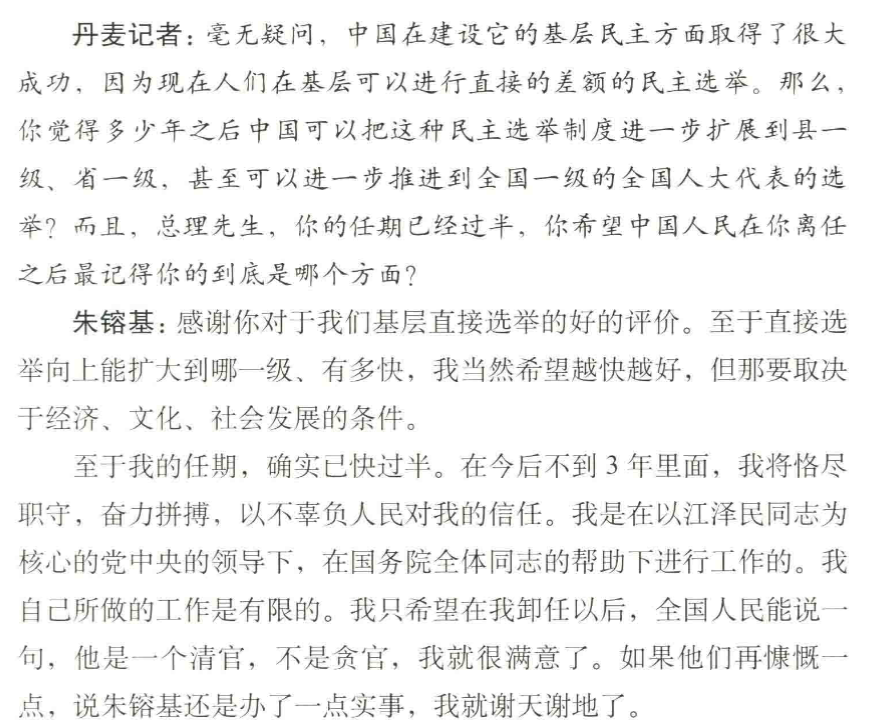 丹麦记者：毫无疑问，中国在建设它的基层民主方面取得了很大
成功，因为现在人们在基层可以进行直接的差额的民主选举。那么，
你觉得多少年之后中国可以把这种民主选举制度进一步扩展到县一
级、省一级，甚至可以进一步推进到全国一级的全国人大代表的选
举？而且，总理先生，你的任期已经过半，你希望中国人民在你离任
之后最记得你的到底是哪个方面？
朱镕基：感谢你对于我们基层直接选举的好的评价。至于直接选
举向上能扩大到哪一级、有多快，我当然希望越快越好，但那要取决
于经济、文化、社会发展的条件。
至于我的任期，确实已快过半。在今后不到 3 年里面，我将恪尽
职守，奋力拼搏，以不辜负人民对我的信任。我是在以江泽民同志为
核心的党中央的领导下，在国务院全体同志的帮助下进行工作的。我
自己所做的工作是有限的。我只希望在我卸任以后，全国人民能说一
句，他是一个清官，不是贪官，我就很满意了。如果他们再慷慨一
点，说朱镕基还是办了一点实事，我就谢天谢地了。